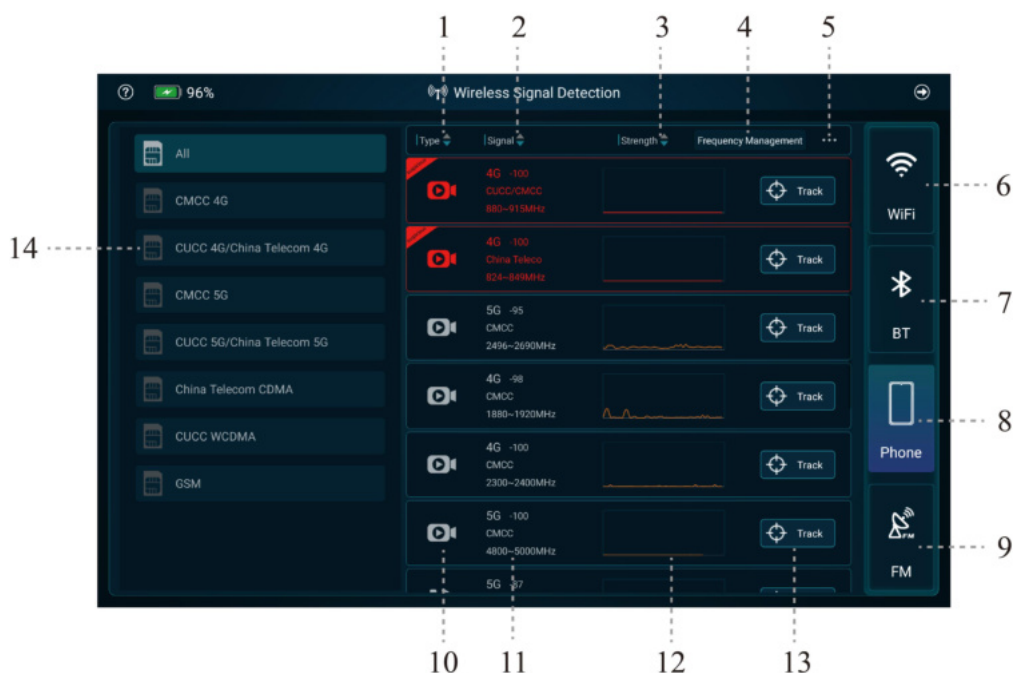 1 2 3 4 5
96% Wireless Signal Detection
Type Signal Strength Frequency Management ...
All
CMCC 4G
CUCC 4G/China Telecom 4G
CMCC 5G
CUCC 5G/China Telecom 5G
China Telecom CDMA
CUCC WCDMA
GSM
14
4G -100
CUCC/CMCC
880~915MHz
Track
4G -100
China Teleco
824~849MHz
Track
5G -95
CMCC
2496~2690MHz
Track
4G -98
CMCC
1880~1920MHz
Track
4G -100
CMCC
2300~2400MHz
Track
5G -100
CMCC
4800~5000MHz
Track
5G -87
WiFi
6
BT
7
Phone
8
FM
FM
9
10 11 12 13